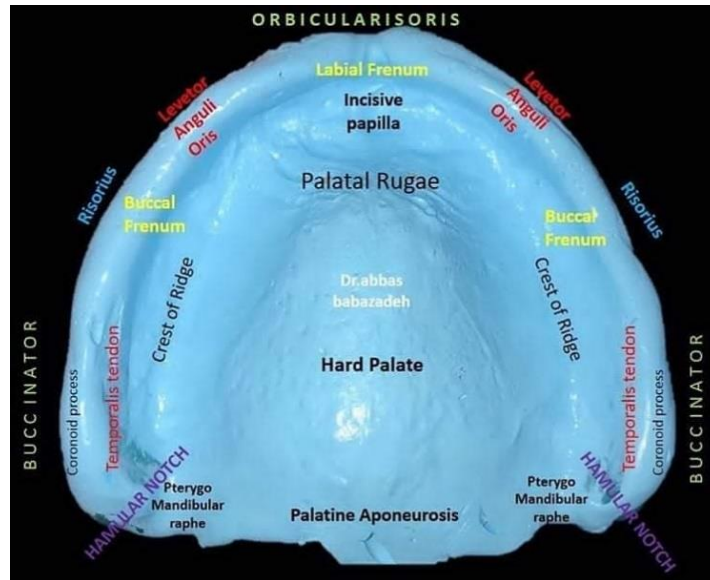 ORBICULARISORIS
Labial Frenum
Levetor
Anguli
Oris
Levetor
Anguli
Oris
Incisive
papilla
Palatal Rugae
Risorius
Risorius
Buccal
Frenum
Buccal
Frenum
Dr.abbas
babazadeh
Crest of Ridge
Crest of Ridge
Hard Palate
BUCCINATOR
BUCCINATOR
Coronoid process
Temporalis tendon
Temporalis tendon
Coronoid process
HAMULAR NOTCH
HAMULAR NOTCH
Pterygo
Mandibular
raphe
Pterygo
Mandibular
raphe
Palatine Aponeurosis